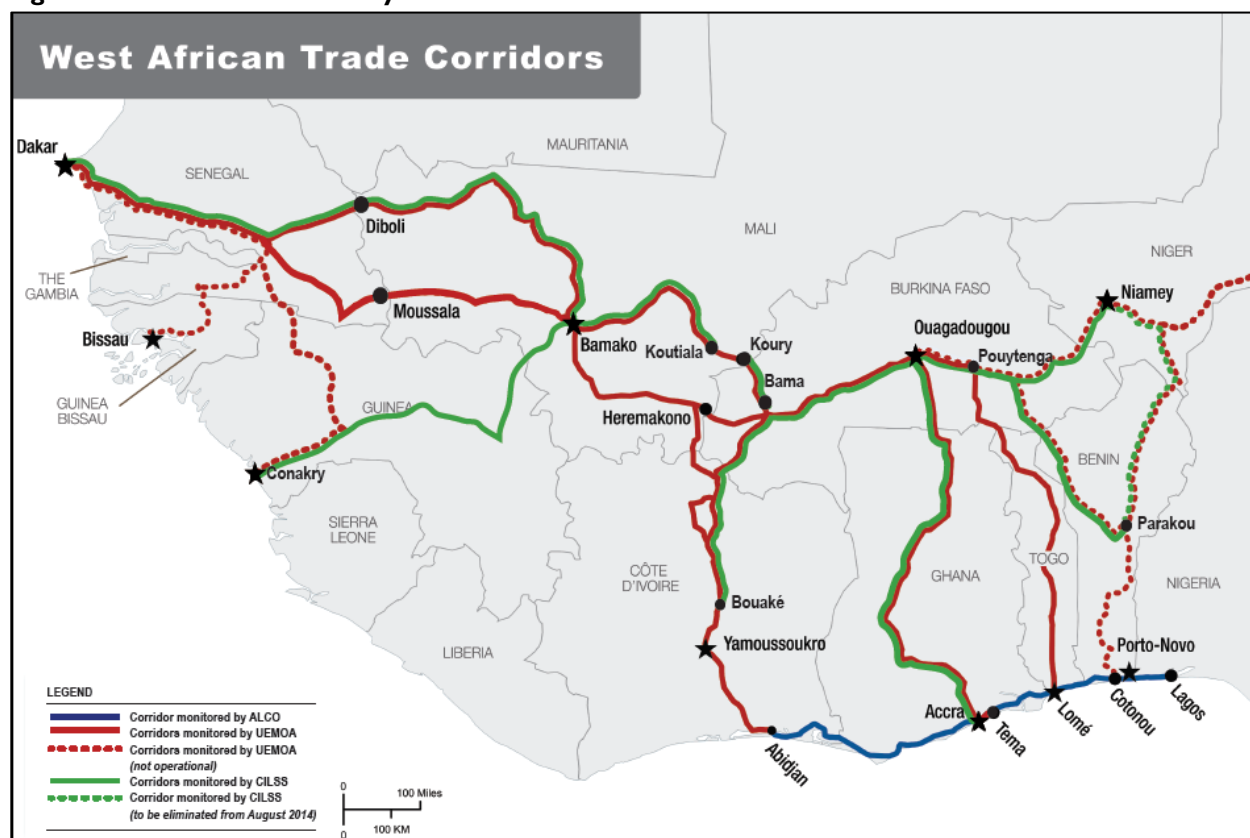 West African Trade Corridors
Dakar
SENEGAL
MAURITANIA
Diboli
MALI
NIGER
THE
GAMBIA
Moussala
BURKINA FASO
Niamey
Bissau
Bamako
Koutiala
Koury
Ouagadougou
Pouytenga
Bama
GUINEA
BISSAU
GUINEA
Heremakono
BENIN
Conakry
SIERRA
LEONE
Parakou
CÔTE
D'IVOIRE
GHANA
TOGO
NIGERIA
Bouaké
Yamoussoukro
LIBERIA
Porto-Novo
Accra
Tema
Lomé
Cotonou
Lagos
Abidjan
LEGEND
Corridor monitored by ALCO
Corridors monitored by UEMOA
Corridors monitored by UEMOA
(not operational)
Corridors monitored by CILSS
Corridor monitored by CILSS
(to be eliminated from August 2014)
0
100 Miles
0
100 KM